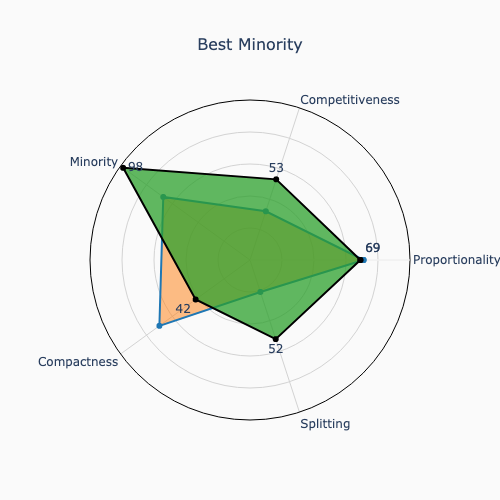 Best Minority
Competitiveness
Minority
98
53
69
Proportionality
42
52
Compactness
Splitting